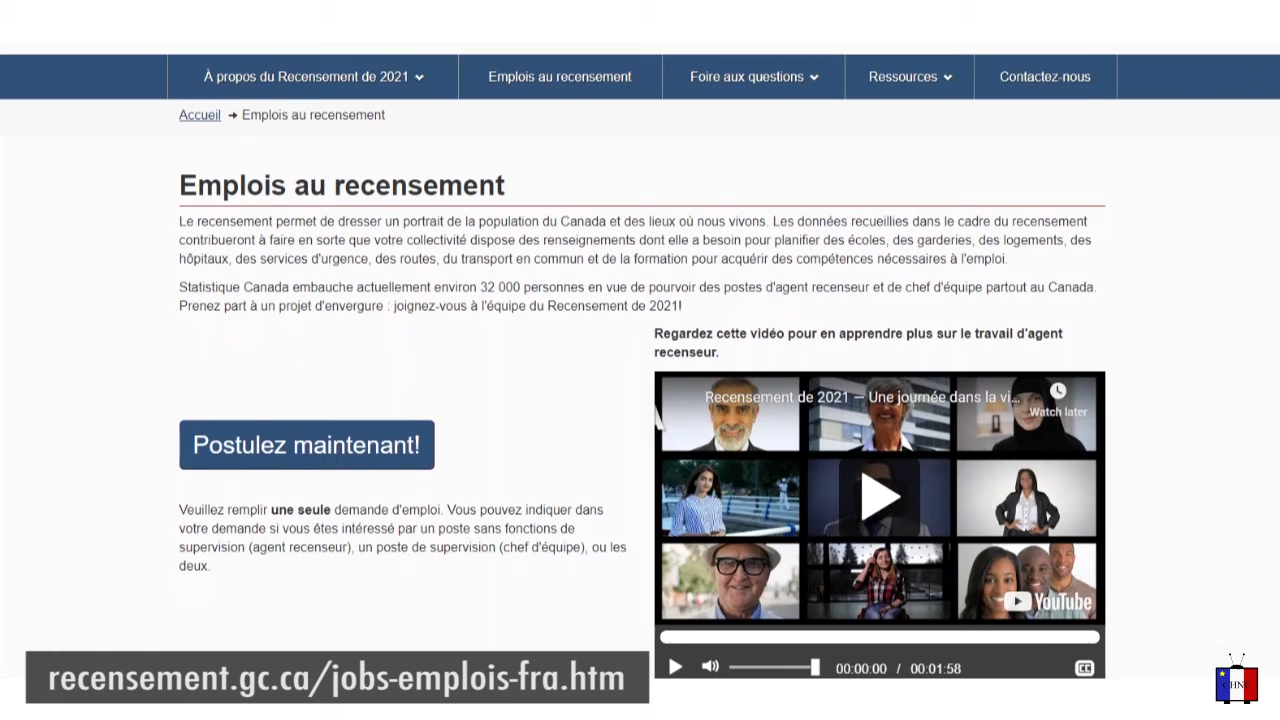 À propos du Recensement de 2021
Emplois au recensement
Foire aux questions
Ressources
Contactez-nous
Accueil ➔ Emplois au recensement
Emplois au recensement
Le recensement permet de dresser un portrait de la population du Canada et des lieux où nous vivons. Les données recueillies dans le cadre du recensement
contribueront à faire en sorte que votre collectivité dispose des renseignements dont elle a besoin pour planifier des écoles, des garderies, des logements, des
hôpitaux, des services d'urgence, des routes, du transport en commun et de la formation pour acquérir des compétences nécessaires à l'emploi.
Statistique Canada embauche actuellement environ 32 000 personnes en vue de pourvoir des postes d'agent recenseur et de chef d'équipe partout au Canada.
Prenez part à un projet d'envergure : joignez-vous à l'équipe du Recensement de 2021!
Regardez cette vidéo pour en apprendre plus sur le travail d'agent
recenseur.
Recensement de 2021 — Une journée dans la vi...
Watch later
YouTube
00:00:00 / 00:01:58
CC
Postulez maintenant!
Veuillez remplir une seule demande d'emploi. Vous pouvez indiquer dans
votre demande si vous êtes intéressé par un poste sans fonctions de
supervision (agent recenseur), un poste de supervision (chef d'équipe), ou les
deux.
recensement.gc.ca/jobs-emplois-fra.htm